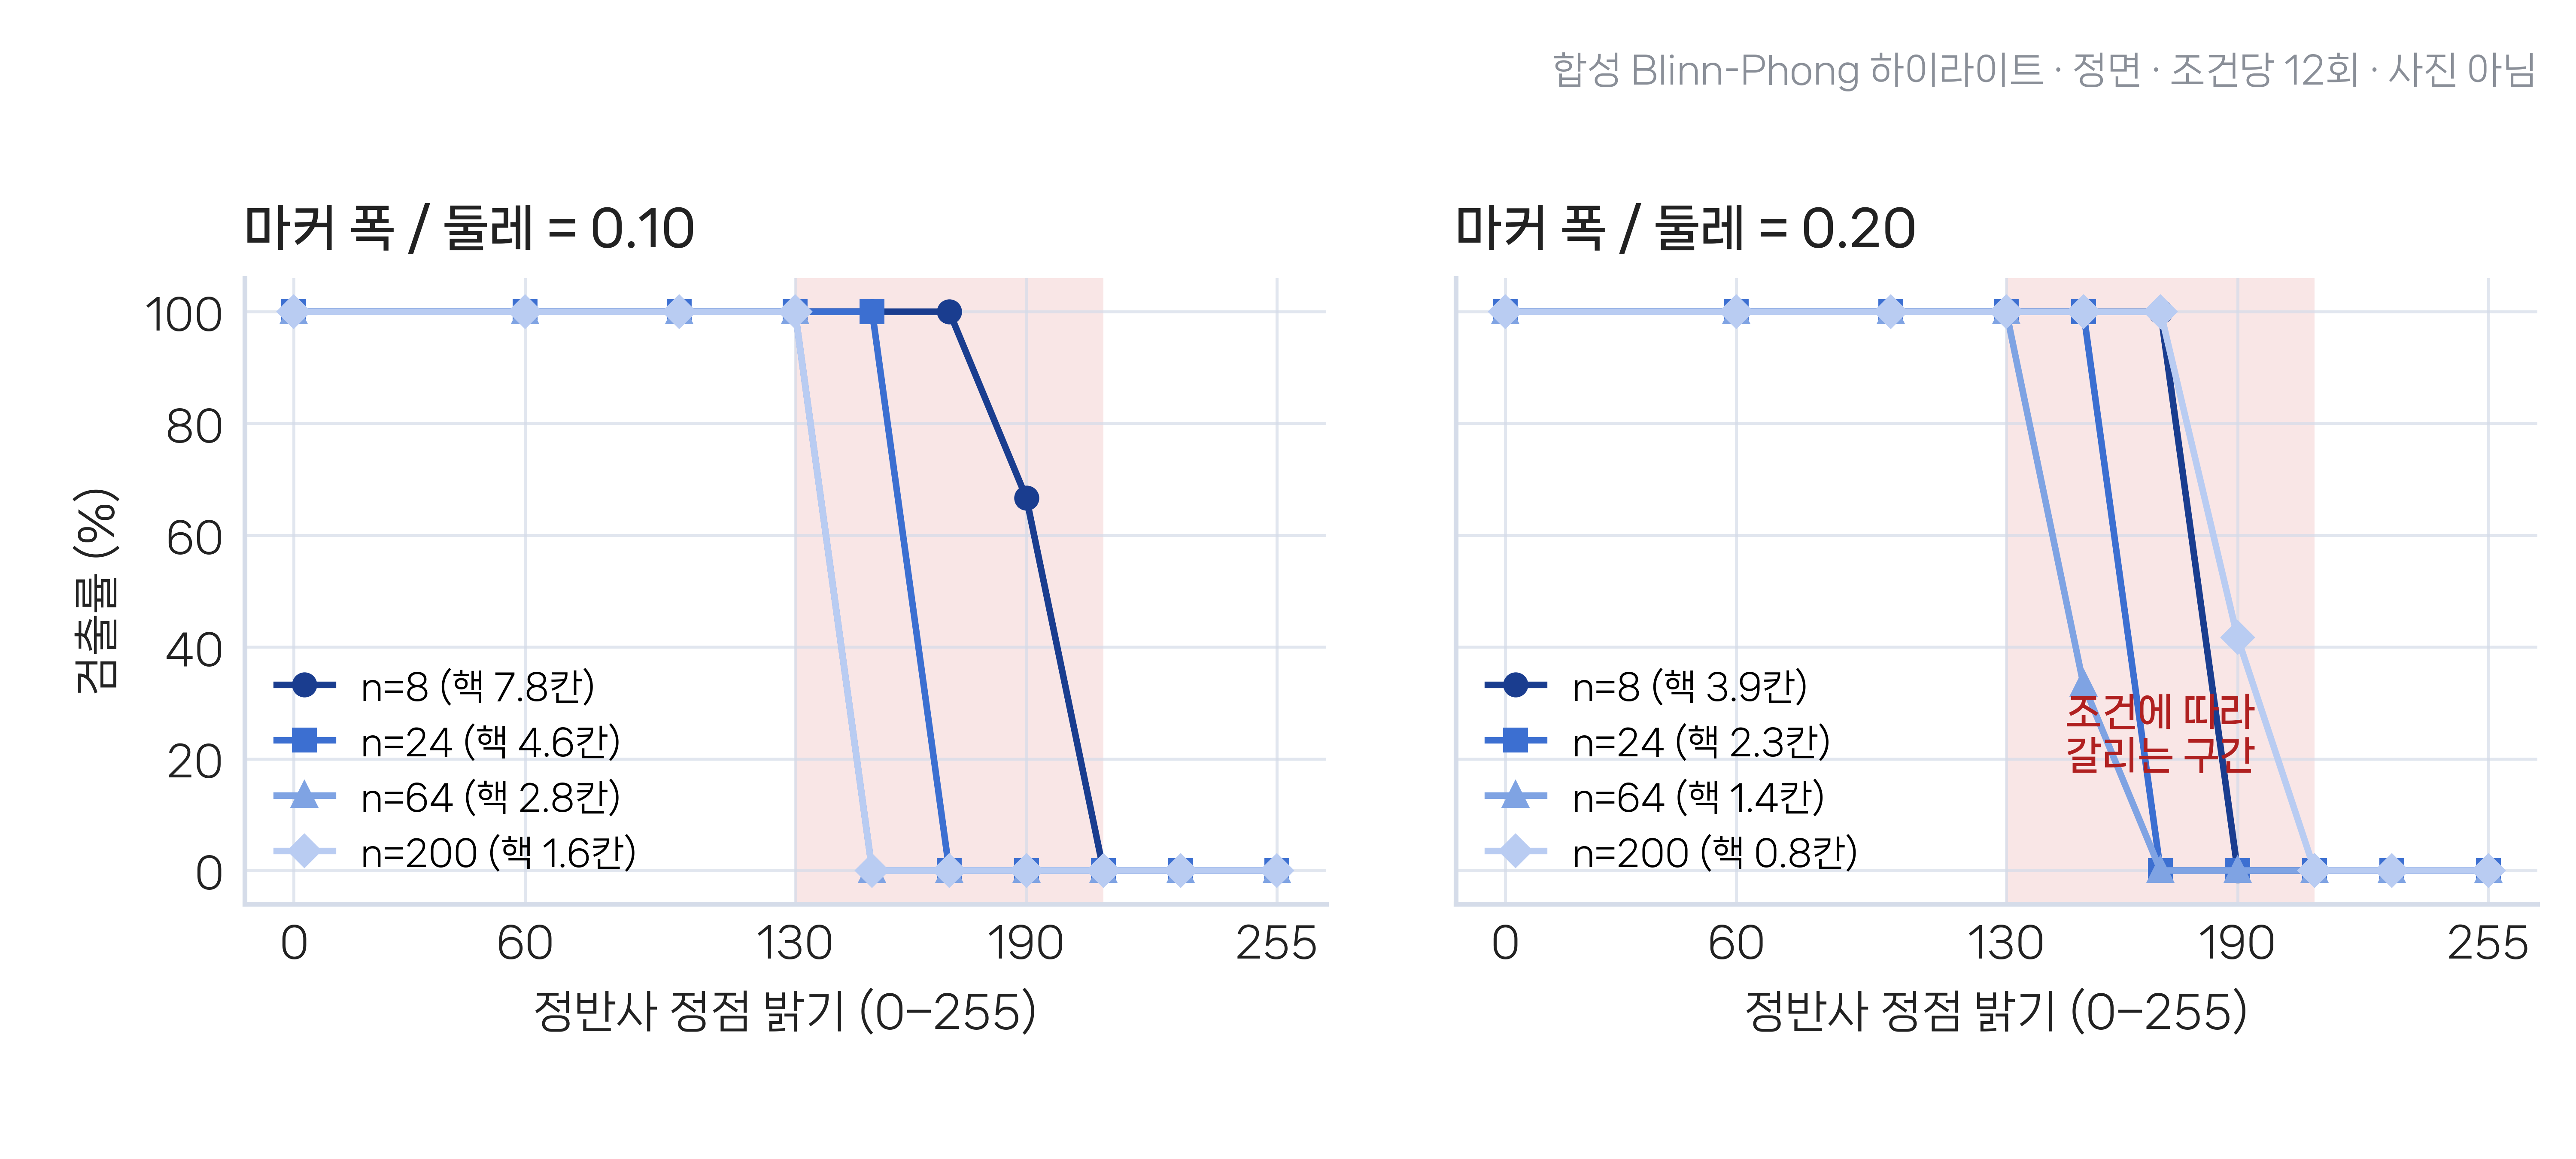 합성 Blinn-Phong 하이라이트 · 정면 · 조건당 12회 · 사진 아님
마커 폭 / 둘레 = 0.10
검출률 (%)
100
80
60
40
20
0
n=8 (핵 7.8칸)
n=24 (핵 4.6칸)
n=64 (핵 2.8칸)
n=200 (핵 1.6칸)
0
60
130
190
255
정반사 정점 밝기 (0–255)
마커 폭 / 둘레 = 0.20
n=8 (핵 3.9칸)
n=24 (핵 2.3칸)
n=64 (핵 1.4칸)
n=200 (핵 0.8칸)
조건에 따라
갈리는 구간
0
60
130
190
255
정반사 정점 밝기 (0–255)